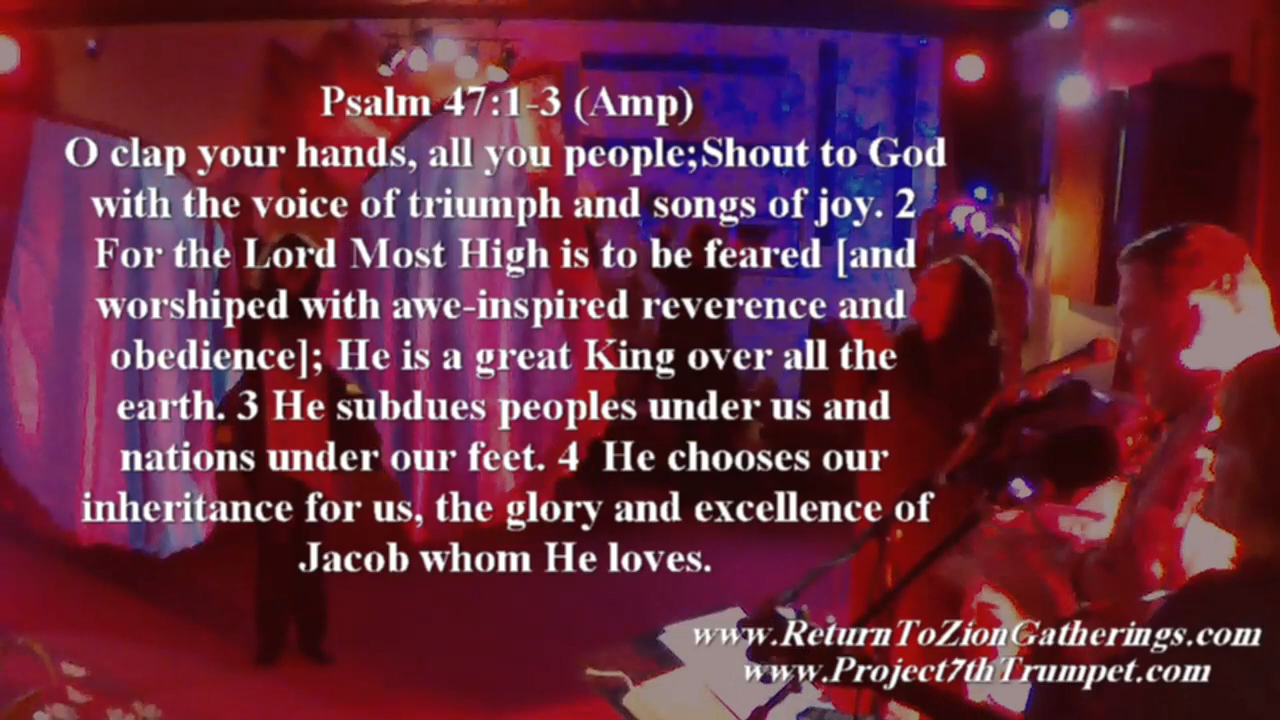 Psalm 47:1-3 (Amp)
O clap your hands, all you people;Shout to God
with the voice of triumph and songs of joy. 2
For the Lord Most High is to be feared [and
worshiped with awe-inspired reverence and
obedience]; He is a great King over all the
earth. 3 He subdues peoples under us and
nations under our feet. 4  He chooses our
inheritance for us, the glory and excellence of
Jacob whom He loves.
www.ReturnToZionGatherings.com
www.Project7thTrumpet.com